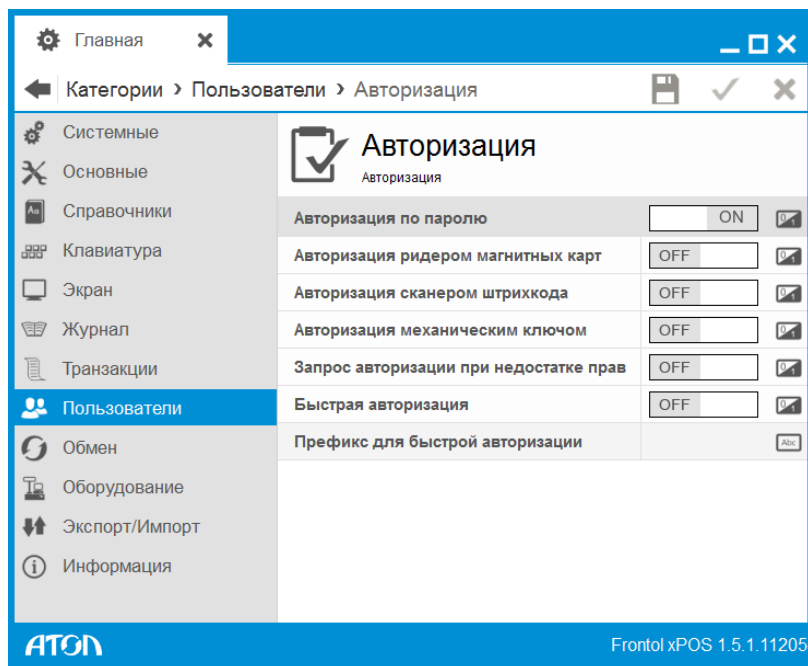 Главная
Категории > Пользователи > Авторизация
Системные
Основные
Справочники
Клавиатура
Экран
Журнал
Транзакции
Пользователи
Обмен
Оборудование
Экспорт/Импорт
Информация
Авторизация
Авторизация
Авторизация по паролю ON
Авторизация ридером магнитных карт OFF
Авторизация сканером штрихкода OFF
Авторизация механическим ключом OFF
Запрос авторизации при недостатке прав OFF
Быстрая авторизация OFF
Префикс для быстрой авторизации Abc
АТОЛ
Frontol xPOS 1.5.1.11205